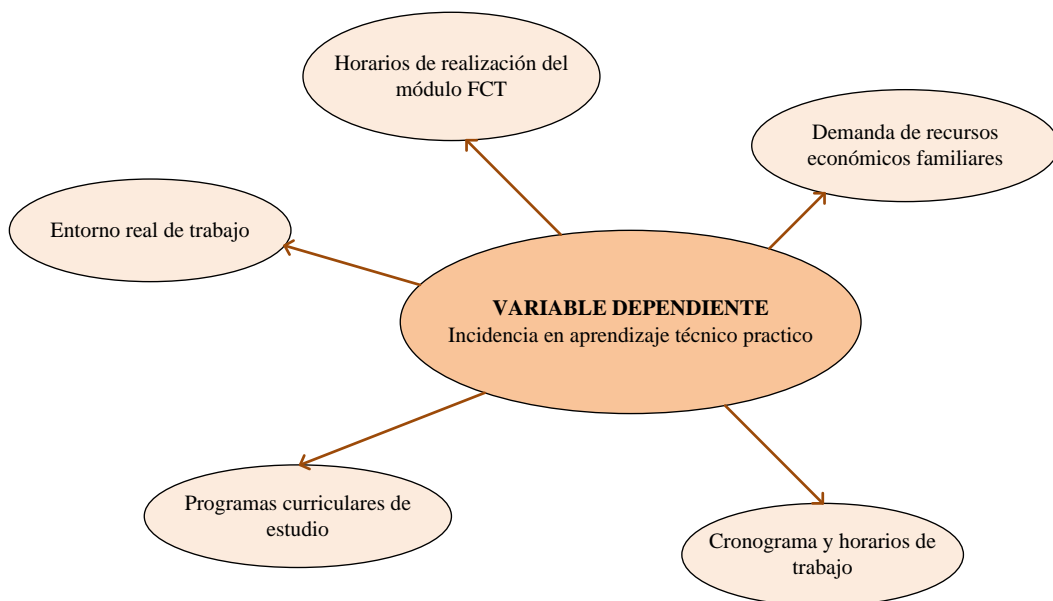 Horarios de realización del
módulo FCT
Demanda de recursos
económicos familiares
Entorno real de trabajo
VARIABLE DEPENDIENTE
Incidencia en aprendizaje técnico practico
Programas curriculares de
estudio
Cronograma y horarios de
trabajo